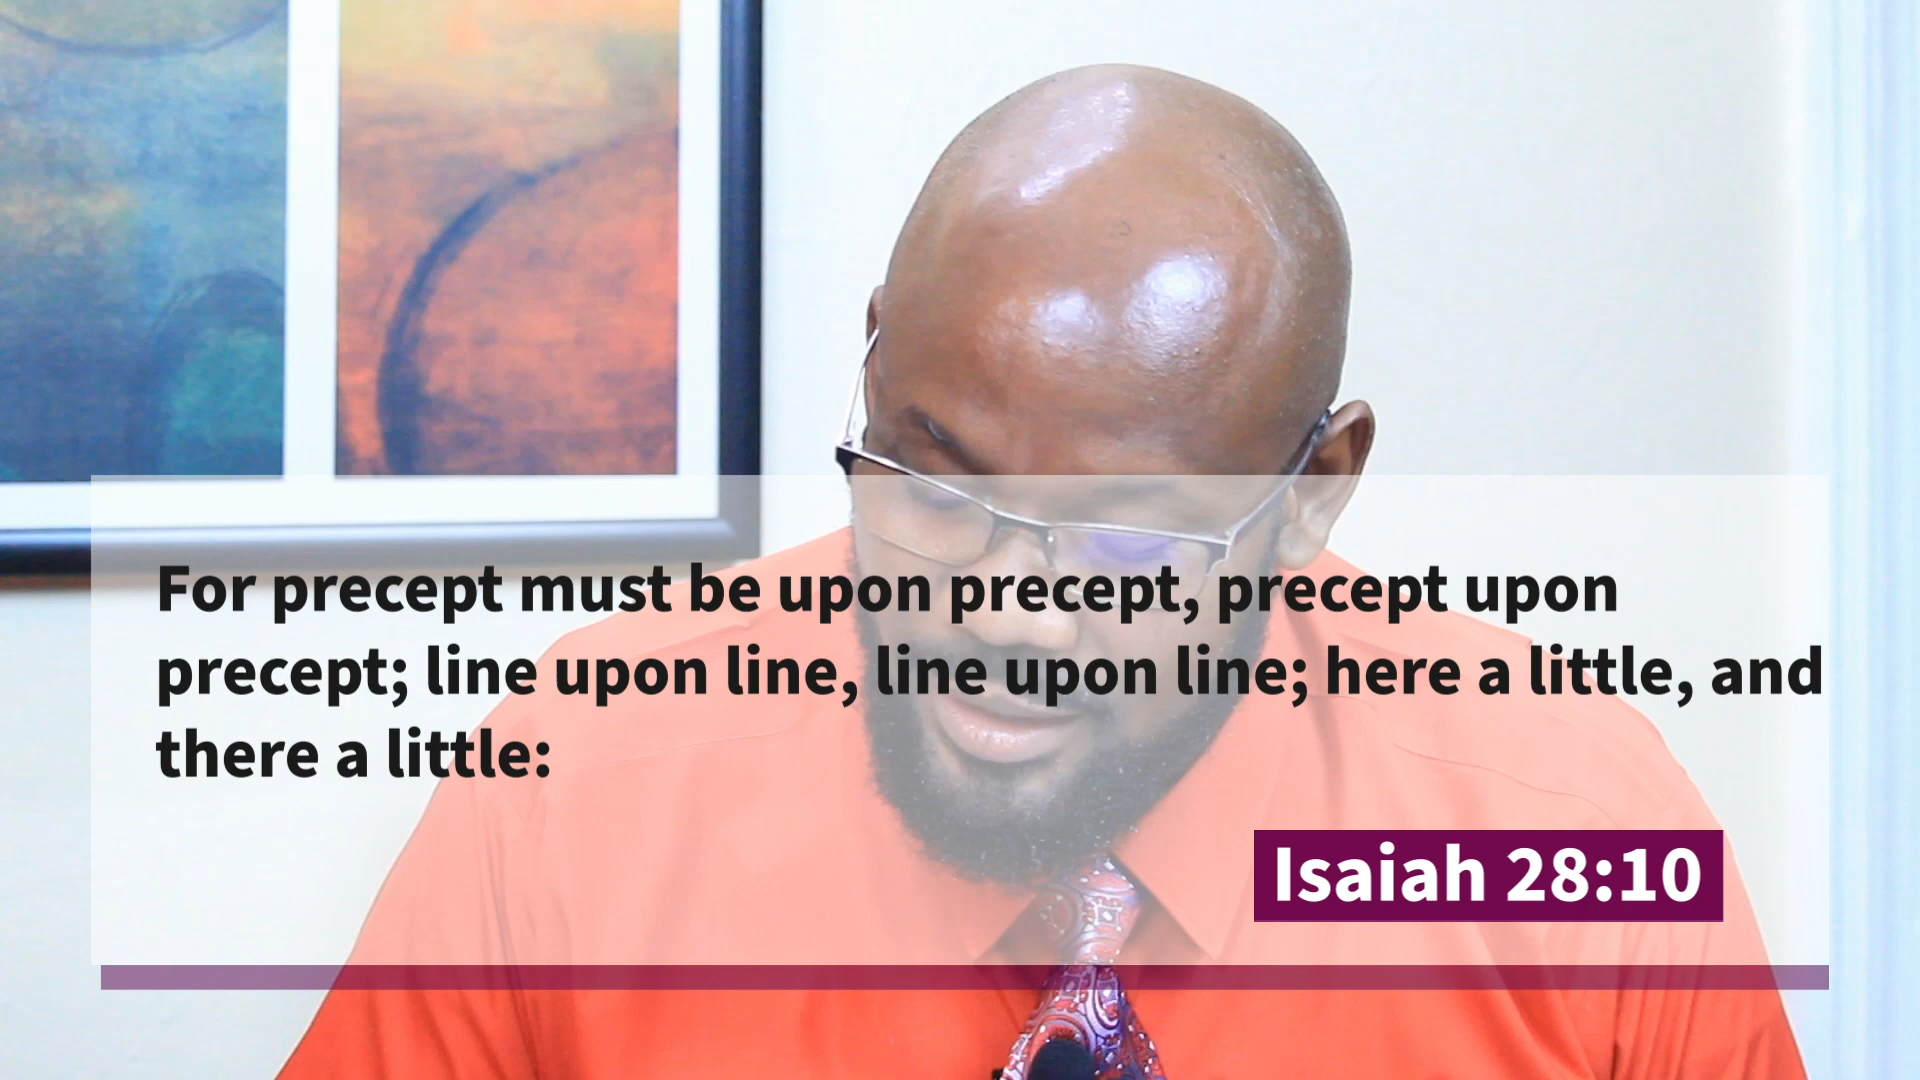 For precept must be upon precept, precept upon
precept; line upon line, line upon line; here a little, and
there a little:
Isaiah 28:10